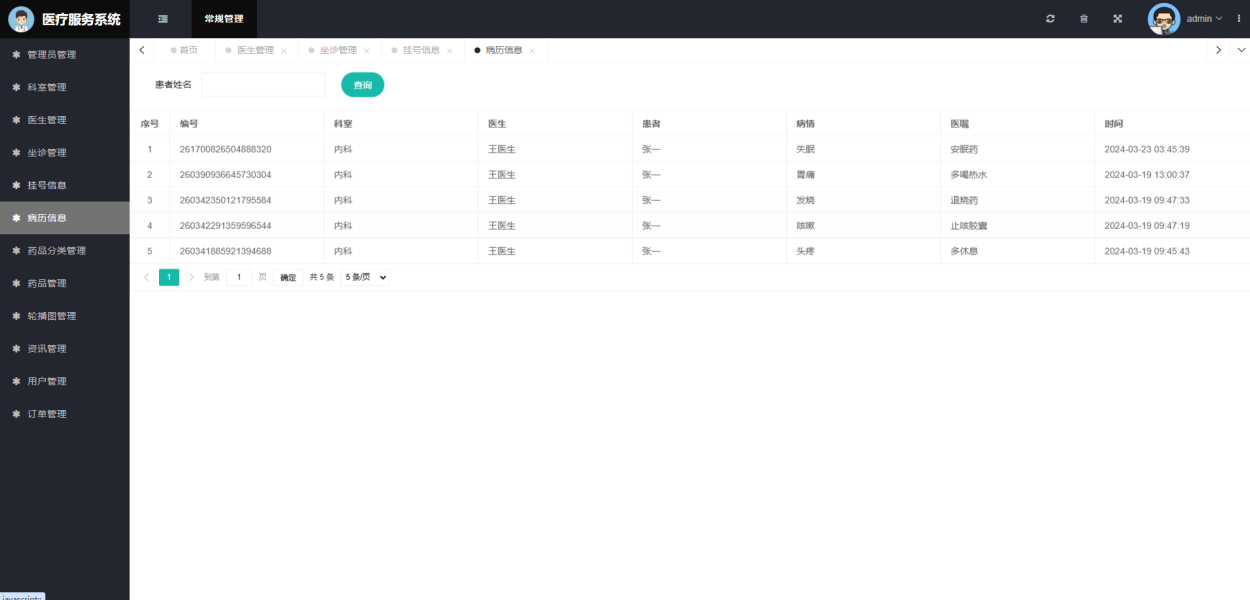 医疗服务系统
常规管理
admin
管理员管理
科室管理
医生管理
坐诊管理
挂号信息
病历信息
药品分类管理
药品管理
轮播图管理
资讯管理
用户管理
订单管理
首页 医生管理 坐诊管理 挂号信息 病历信息
患者姓名 查询
序号 编号 科室 医生 患者 病情 医嘱 时间
1 261700826504888320 内科 王医生 张一 失眠 安眠药 2024-03-23 03:45:39
2 260390936645730304 内科 王医生 张一 胃痛 多喝热水 2024-03-19 13:00:37
3 260342350121795584 内科 王医生 张一 发烧 退烧药 2024-03-19 09:47:33
4 260342291359596544 内科 王医生 张一 咳嗽 止咳胶囊 2024-03-19 09:47:19
5 260341885921394688 内科 王医生 张一 头疼 多休息 2024-03-19 09:45:43
1 到第 1 页 确定 共 5 条 5 条/页
javascript:;